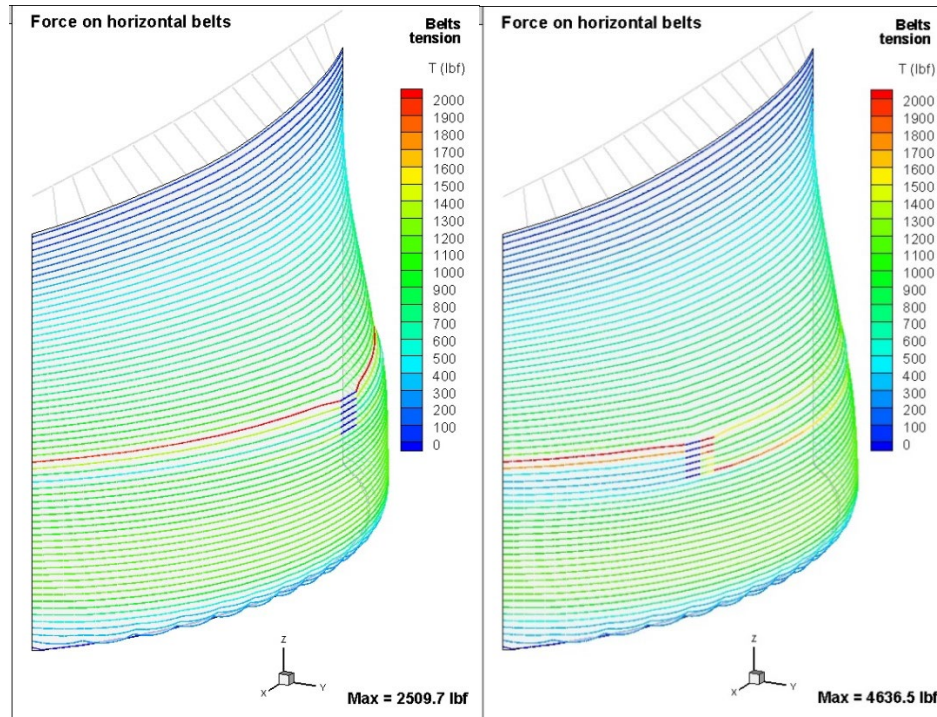 Force on horizontal belts
Belts
tension
T (lbf)
2000
1900
1800
1700
1600
1500
1400
1300
1200
1100
1000
900
800
700
600
500
400
300
200
100
0
Z
X
Y
Max = 2509.7 lbf
Force on horizontal belts
Belts
tension
T (lbf)
2000
1900
1800
1700
1600
1500
1400
1300
1200
1100
1000
900
800
700
600
500
400
300
200
100
0
Z
X
Y
Max = 4636.5 lbf